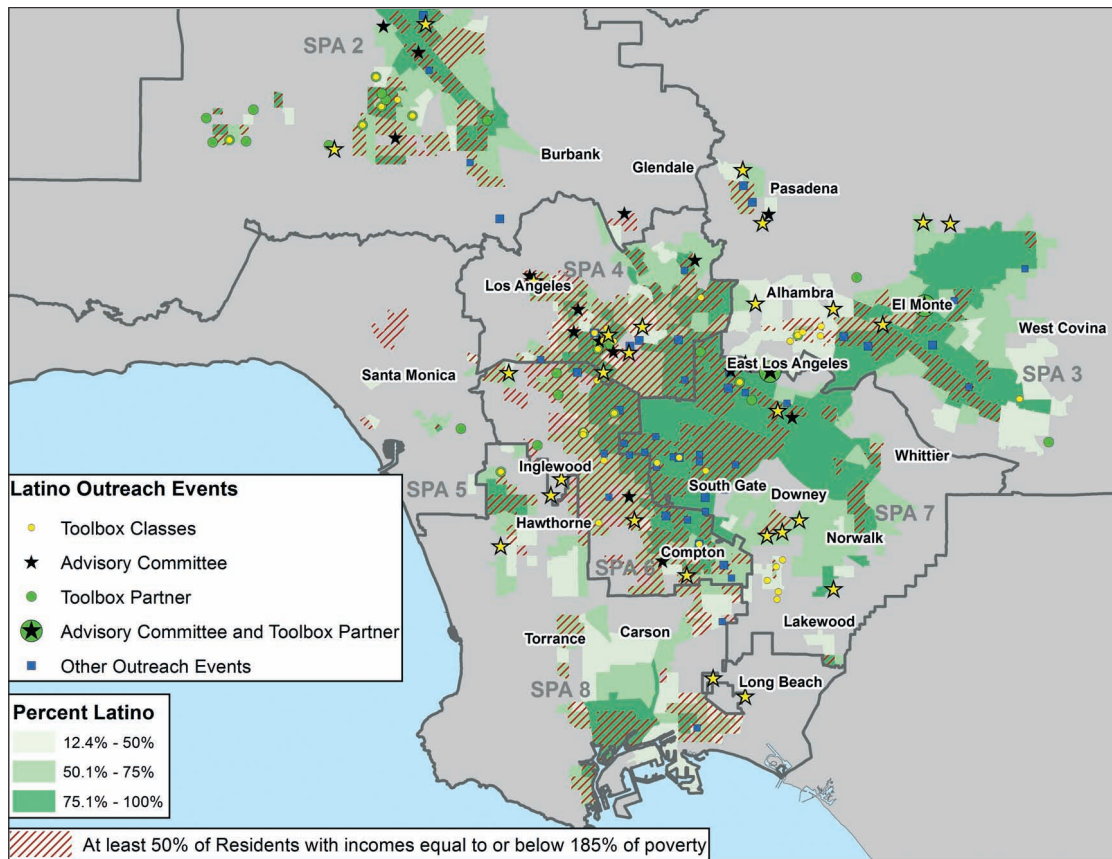 SPA 2
Burbank
Glendale
Pasadena
SPA 4
Los Angeles
Alhambra
El Monte
West Covina
Santa Monica
East Los Angeles
SPA 3
Whittier
Inglewood
SPA 5
South Gate
Downey
SPA 7
Hawthorne
Norwalk
Compton
SPA 6
Lakewood
Torrance
Carson
SPA 8
Long Beach
Latino Outreach Events
Toolbox Classes
Advisory Committee
Toolbox Partner
Advisory Committee and Toolbox Partner
Other Outreach Events
Percent Latino
12.4% - 50%
50.1% - 75%
75.1% - 100%
At least 50% of Residents with incomes equal to or below 185% of poverty